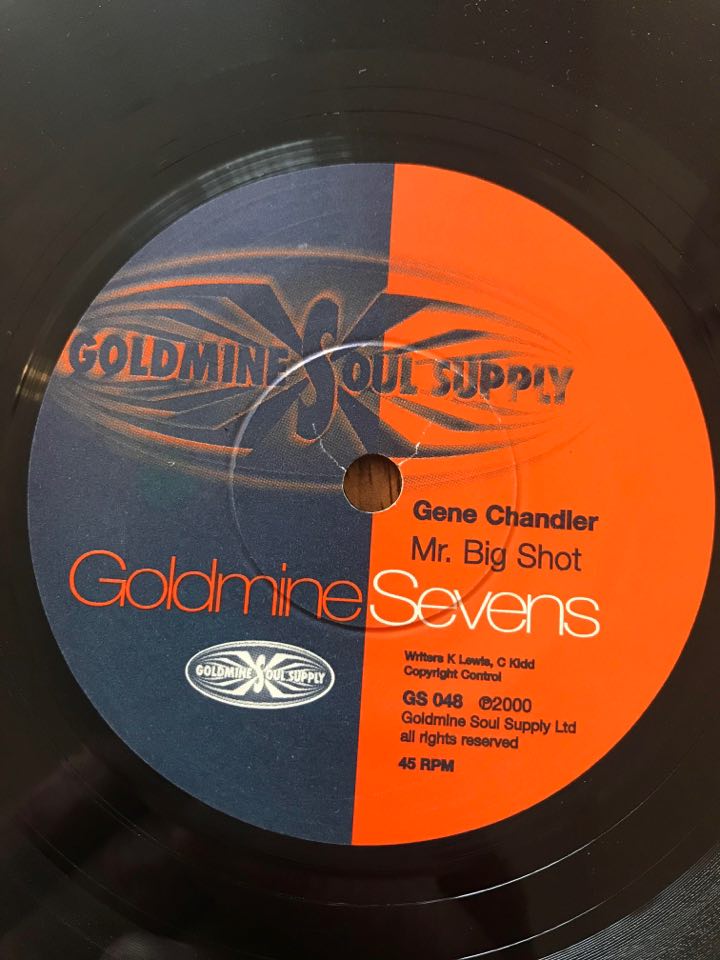 GOLDMINE SOUL SUPPLY
Gene Chandler
Mr. Big Shot
Goldmine Sevens
GOLDMINE SOUL SUPPLY
Writers K Lewis, C Kidd
Copyright Control
GS 048 ℗2000
Goldmine Soul Supply Ltd
all rights reserved
45 RPM